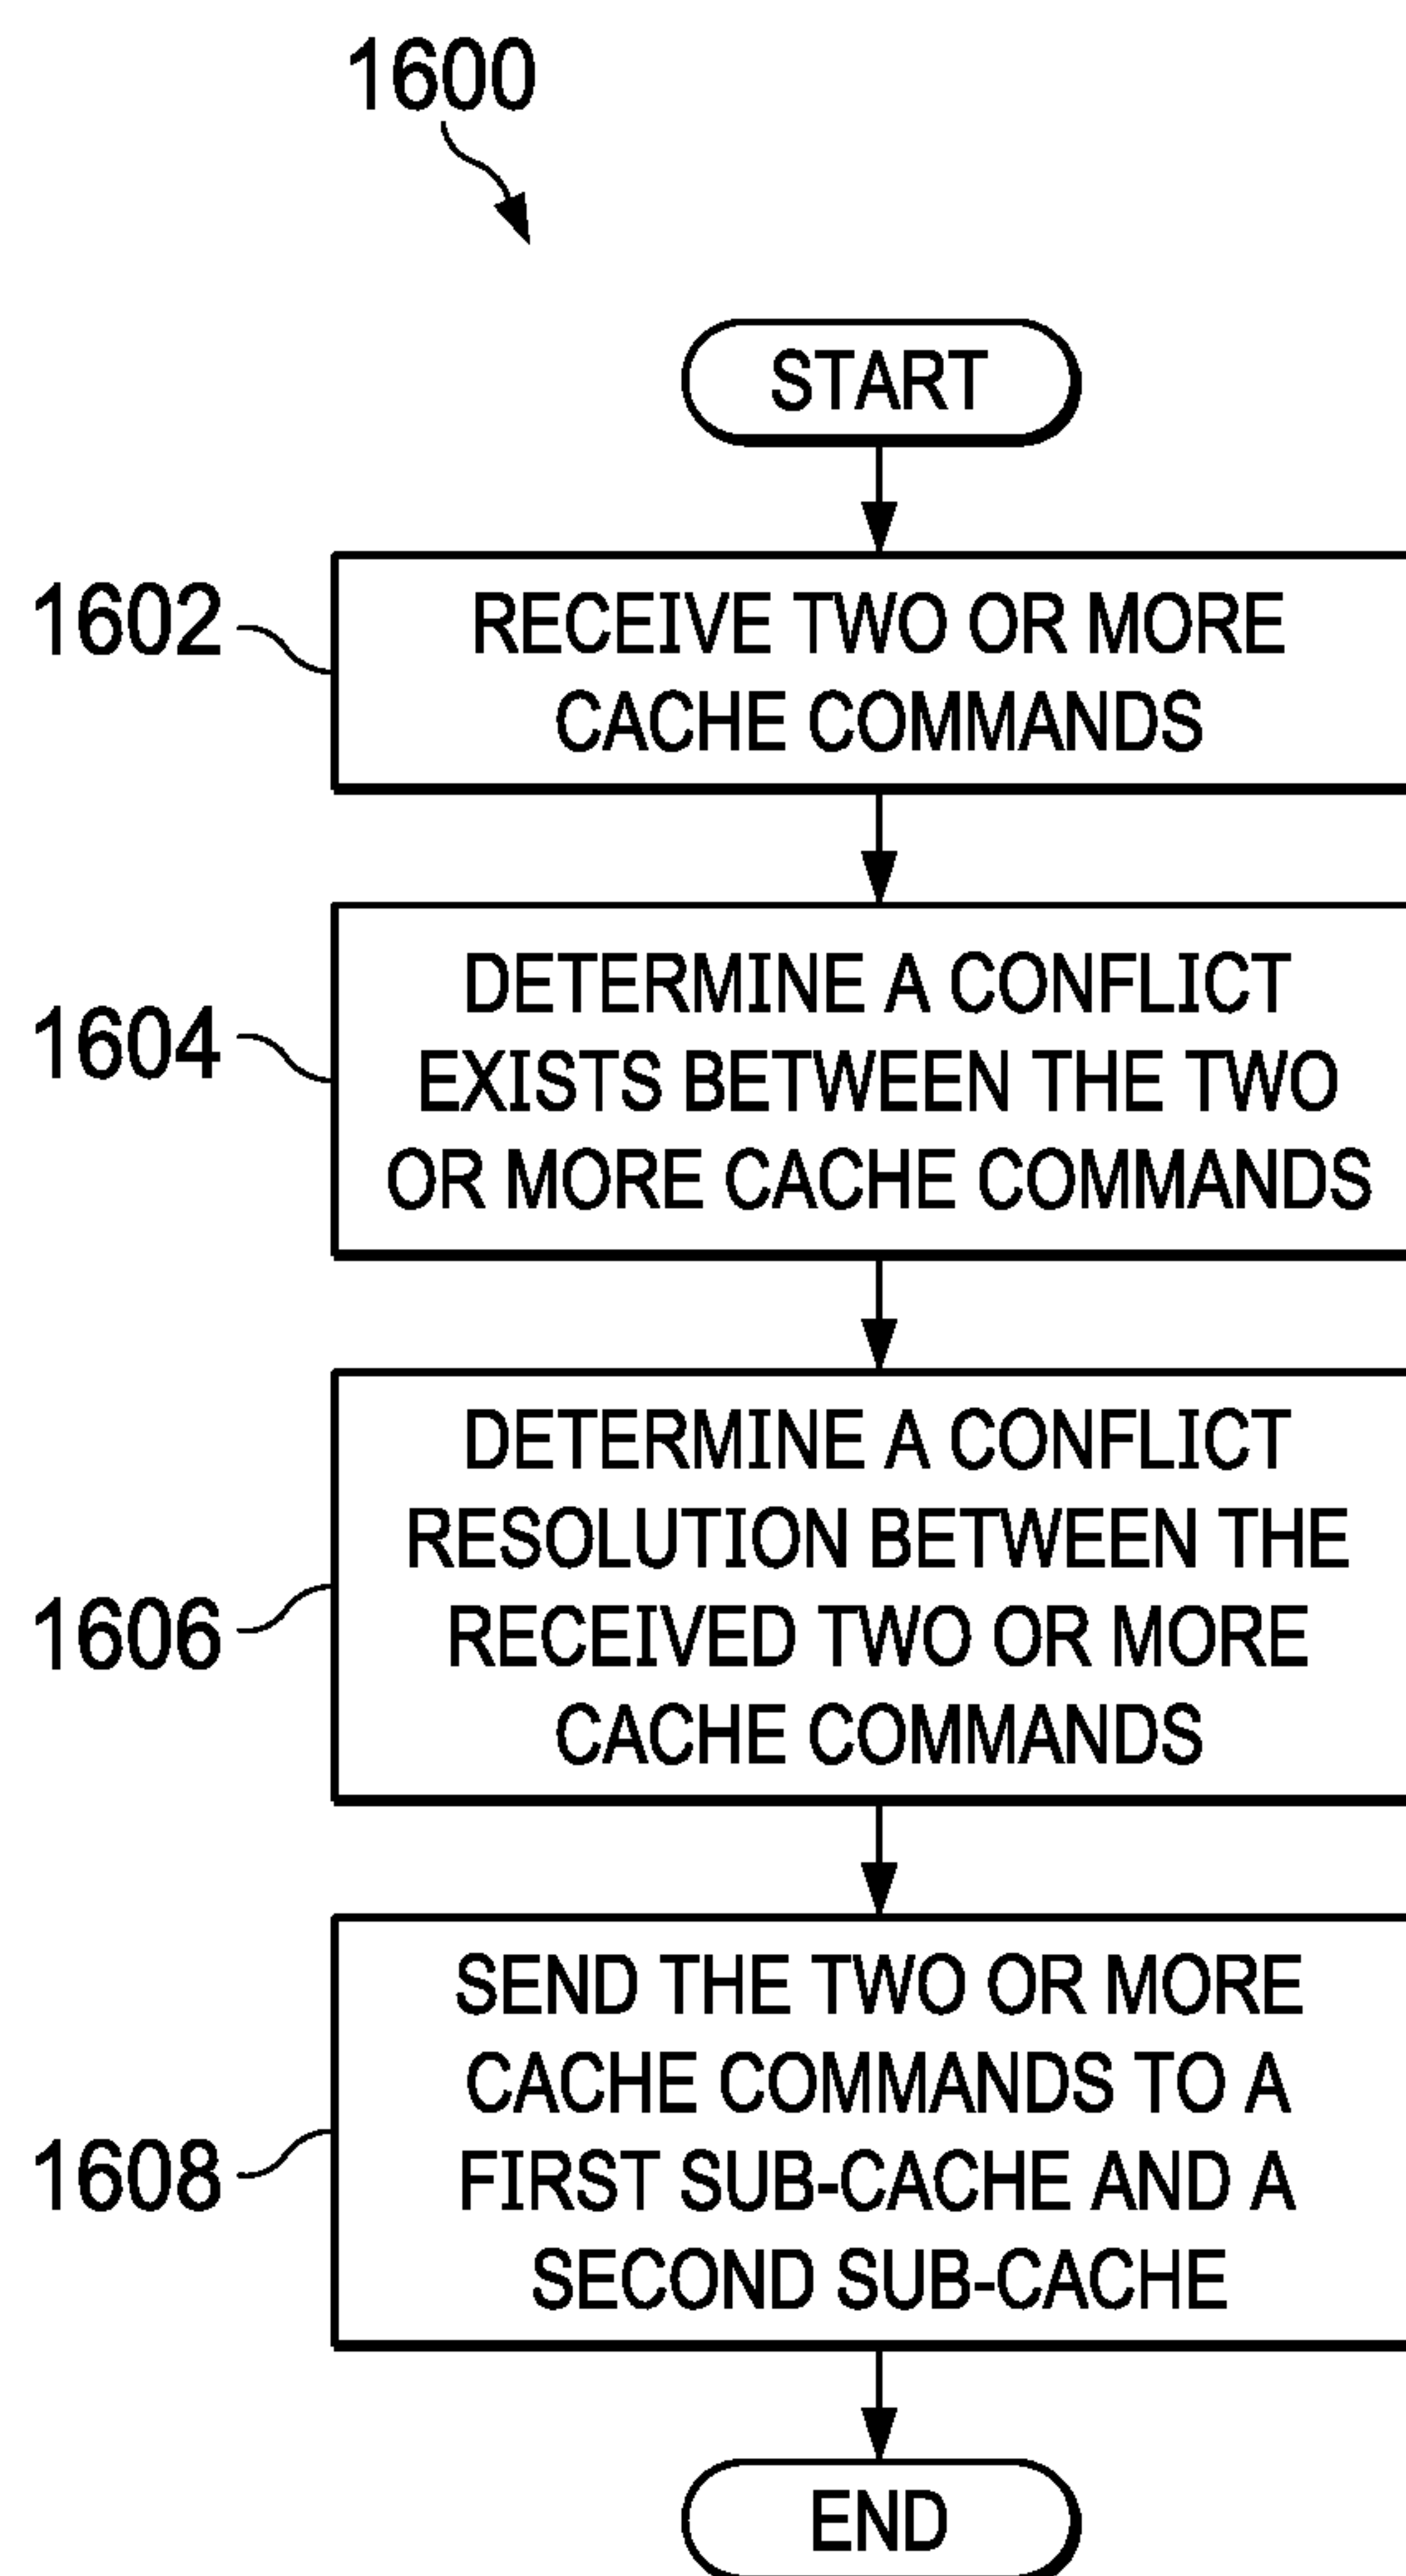 1600
START
1602
RECEIVE TWO OR MORE
CACHE COMMANDS
1604
DETERMINE A CONFLICT
EXISTS BETWEEN THE TWO
OR MORE CACHE COMMANDS
1606
DETERMINE A CONFLICT
RESOLUTION BETWEEN THE
RECEIVED TWO OR MORE
CACHE COMMANDS
1608
SEND THE TWO OR MORE
CACHE COMMANDS TO A
FIRST SUB-CACHE AND A
SECOND SUB-CACHE
END